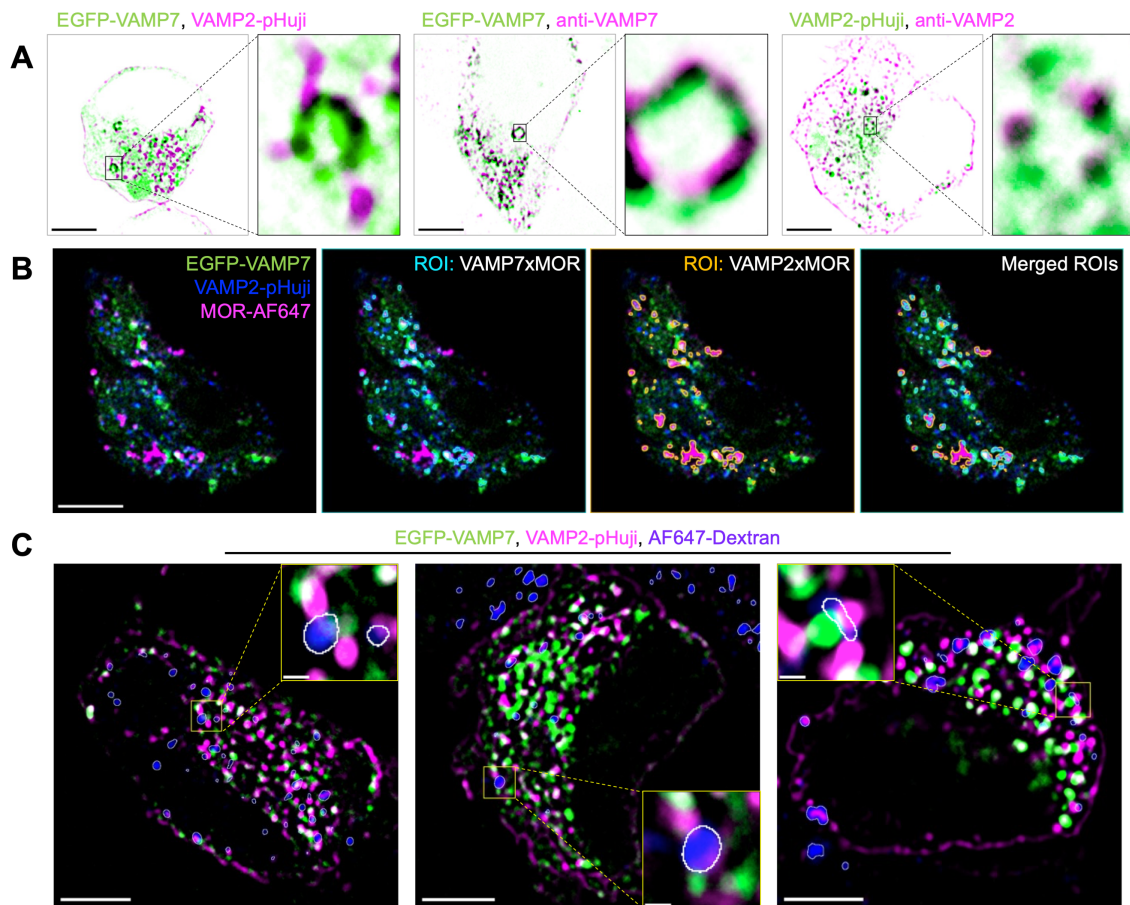 EGFP-VAMP7, VAMP2-pHuji
EGFP-VAMP7, anti-VAMP7
VAMP2-pHuji, anti-VAMP2
A
B
EGFP-VAMP7
VAMP2-pHuji
MOR-AF647
ROI: VAMP7xMOR
ROI: VAMP2xMOR
Merged ROIs
C
EGFP-VAMP7, VAMP2-pHuji, AF647-Dextran